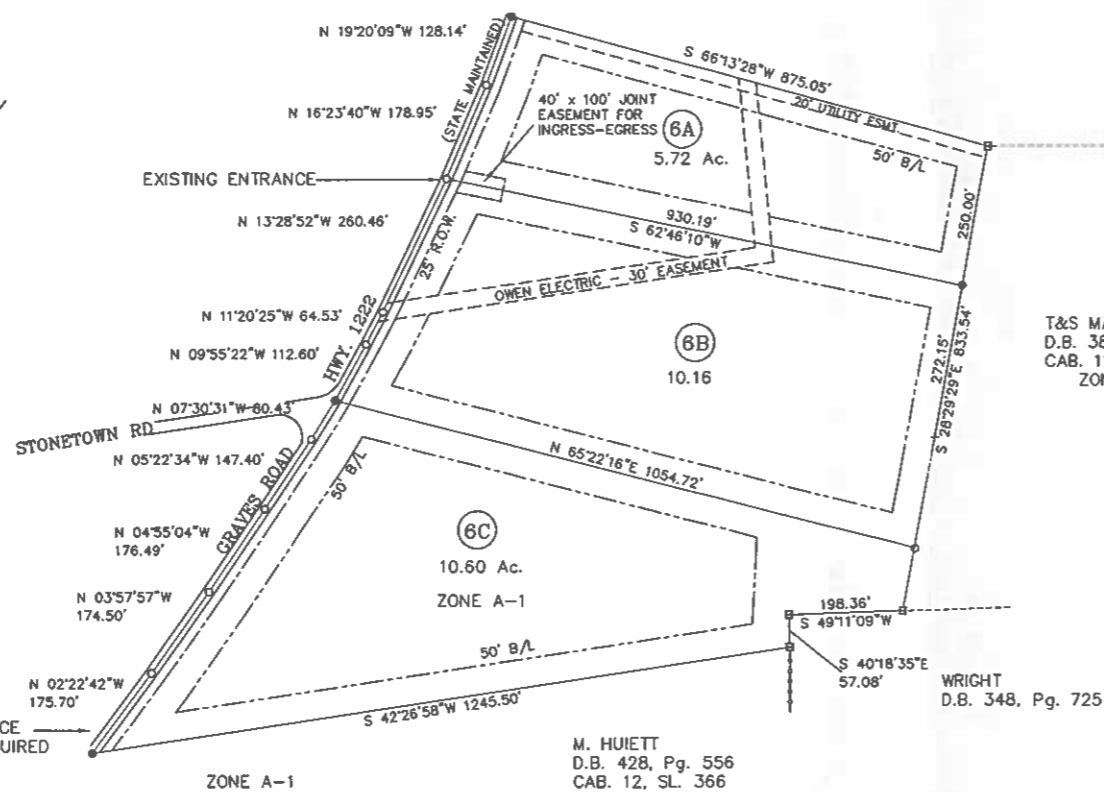 N 19°20'09"W 128.14'
(STATE MAINTAINED)
S 66°13'28"W 875.05'
N 16°23'40"W 178.95'
40' x 100' JOINT
EASEMENT FOR
INGRESS-EGRESS
6A
5.72 Ac.
20' UTILITY ESMT.
50' B/L
EXISTING ENTRANCE
N 13°28'52"W 260.46'
25' R.O.W.
930.19'
S 62°46'10"W
250.00'
OWEN ELECTRIC - 30' EASEMENT
N 11°20'25"W 64.53'
HWY. 1222
N 09°55'22"W 112.60'
6B
10.16
272.15'
S 28°29'29"E 833.54'
T&S MA
D.B. 38
CAB. 1
ZON
N 07°30'31"W 80.43'
STONETOWN RD
N 05°22'34"W 147.40'
GRAVES ROAD
50' B/L
N 65°22'16"E 1054.72'
N 04°55'04"W
176.49'
6C
10.60 Ac.
ZONE A-1
N 03°57'57"W
174.50'
198.36'
S 49°11'09"W
50' B/L
S 40°18'35"E
57.08'
N 02°22'42"W
175.70'
S 42°26'58"W 1245.50'
WRIGHT
D.B. 348, Pg. 725
CE
UIRED
ZONE A-1
M. HUIETT
D.B. 428, Pg. 556
CAB. 12, SL. 366